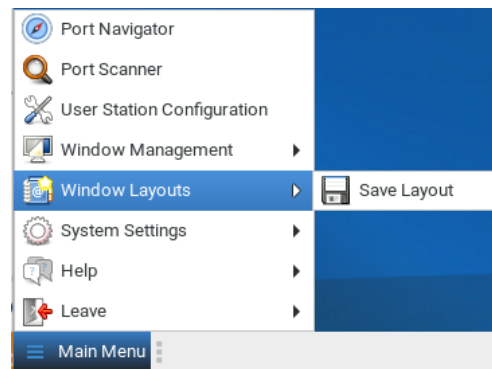 Port Navigator
Port Scanner
User Station Configuration
Window Management
Window Layouts
Save Layout
System Settings
Help
Leave
Main Menu